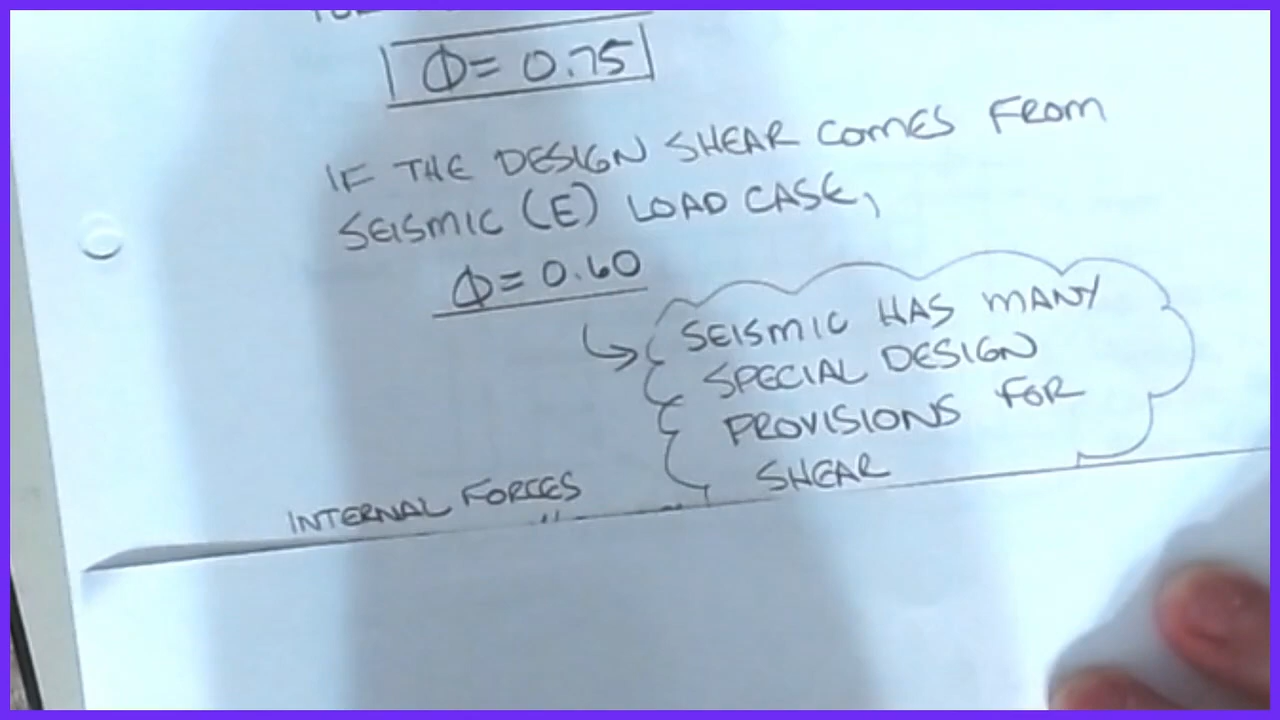 Φ = 0.75
IF THE DESIGN SHEAR COMES FROM
SEISMIC (E) LOAD CASE,
Φ = 0.60
SEISMIC HAS MANY
SPECIAL DESIGN
PROVISIONS FOR
SHEAR
INTERNAL FORCES